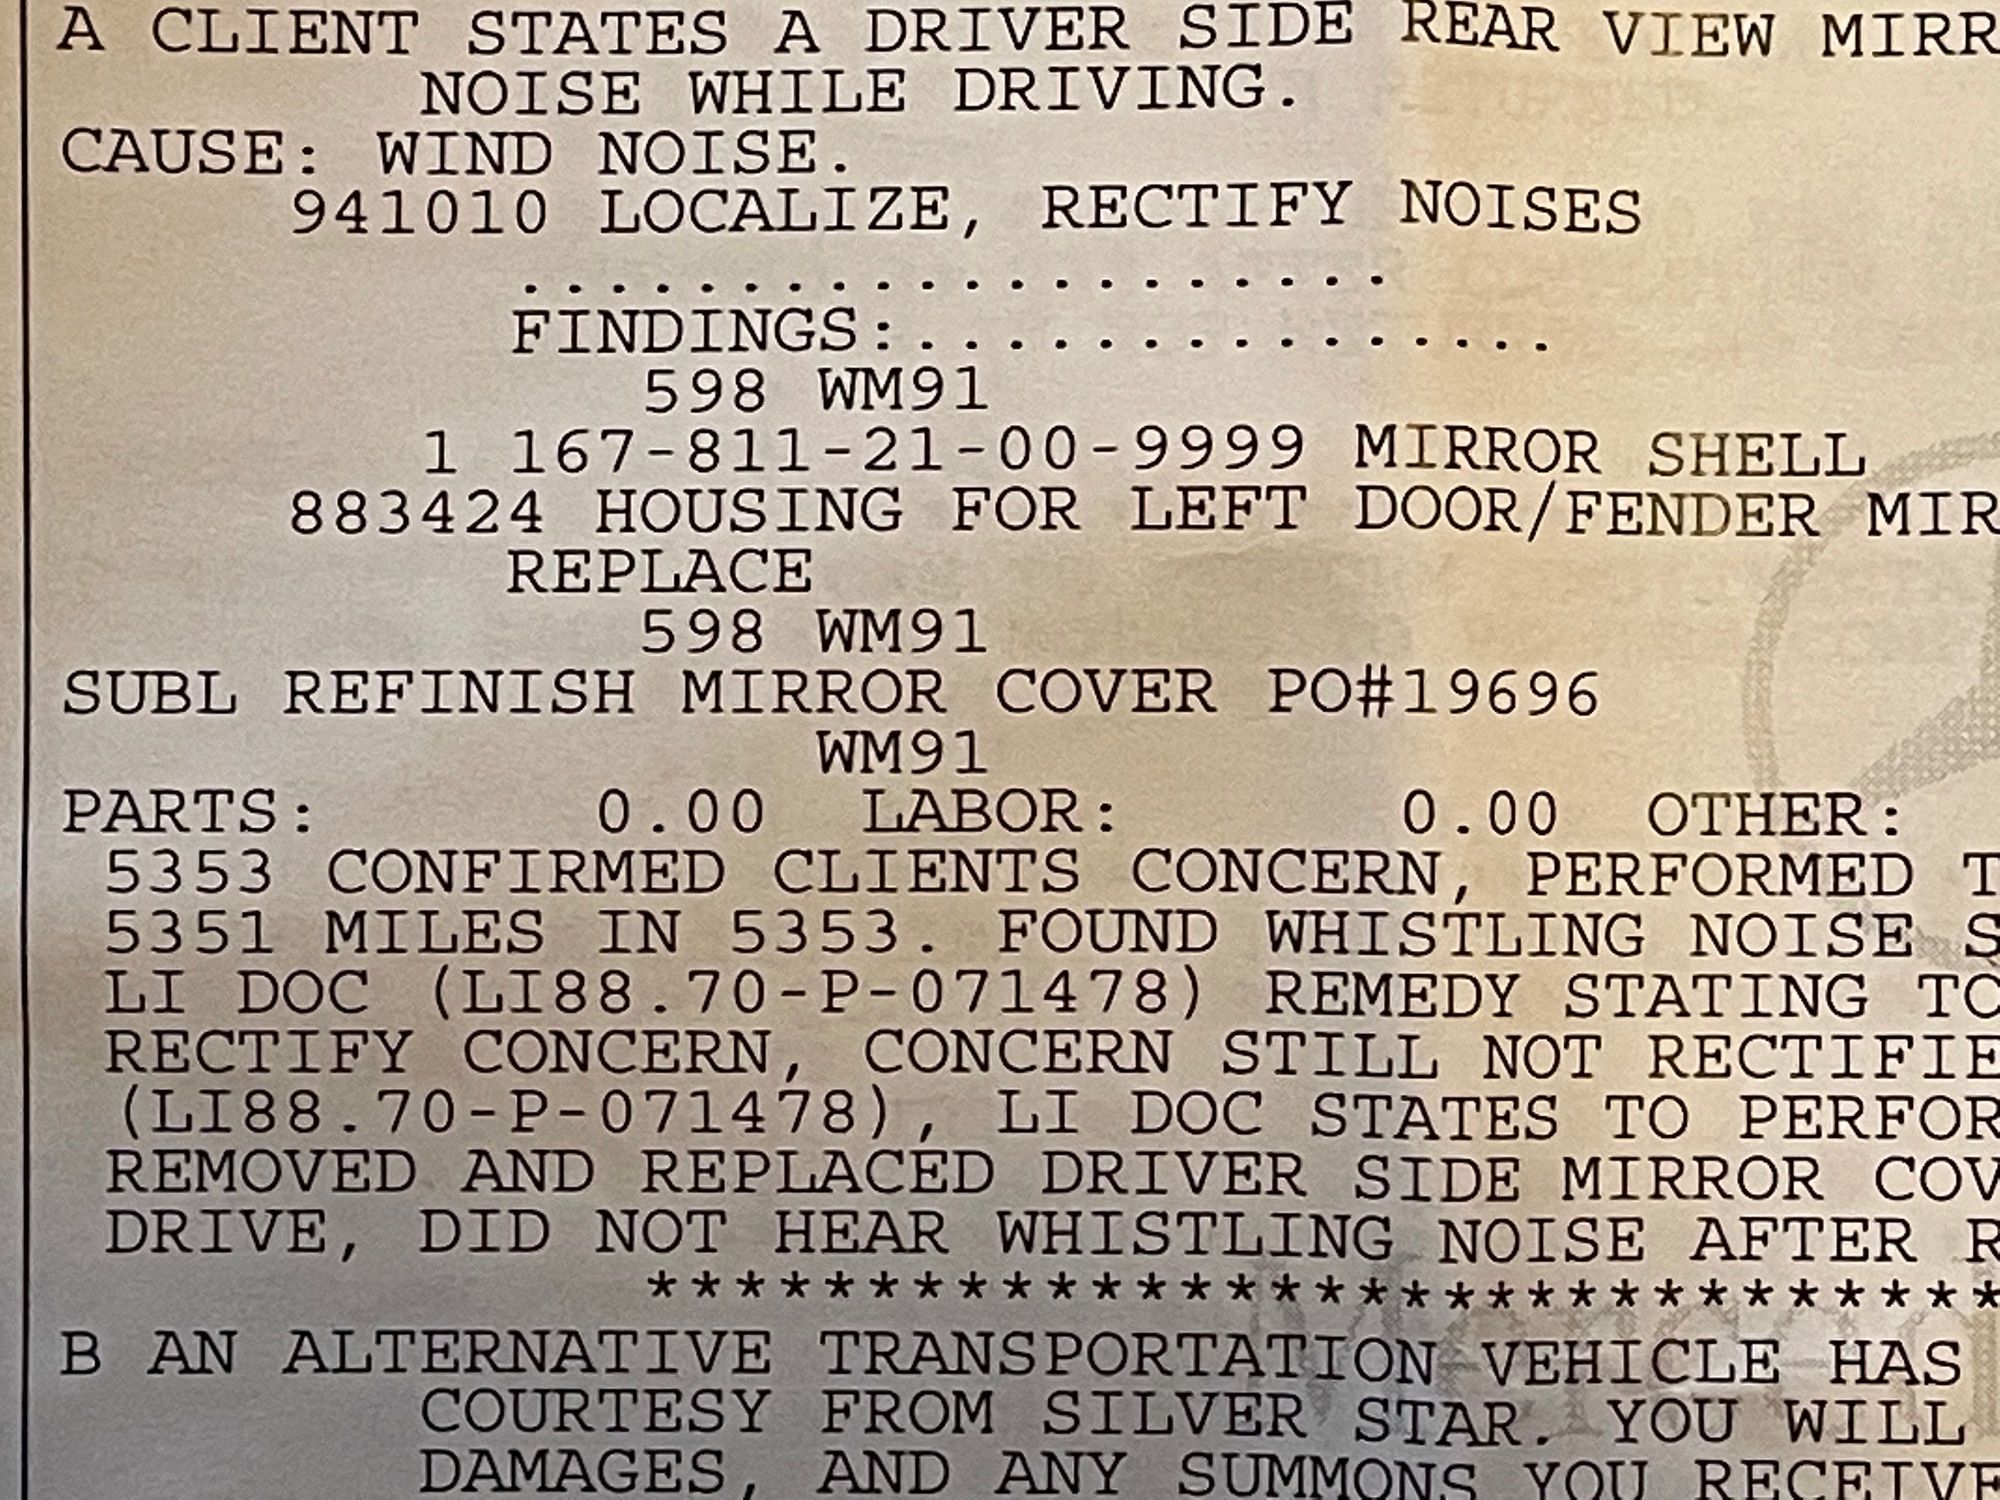 A CLIENT STATES A DRIVER SIDE REAR VIEW MIRR
NOISE WHILE DRIVING.
CAUSE: WIND NOISE.
941010 LOCALIZE, RECTIFY NOISES
....................
FINDINGS:...............
598 WM91
1 167-811-21-00-9999 MIRROR SHELL
883424 HOUSING FOR LEFT DOOR/FENDER MIR
REPLACE
598 WM91
SUBL REFINISH MIRROR COVER PO#19696
WM91
PARTS: 0.00 LABOR: 0.00 OTHER:
5353 CONFIRMED CLIENTS CONCERN, PERFORMED T
5351 MILES IN 5353. FOUND WHISTLING NOISE S
LI DOC (LI88.70-P-071478) REMEDY STATING TO
RECTIFY CONCERN, CONCERN STILL NOT RECTIFIE
(LI88.70-P-071478), LI DOC STATES TO PERFOR
REMOVED AND REPLACED DRIVER SIDE MIRROR COV
DRIVE, DID NOT HEAR WHISTLING NOISE AFTER R
*******************************
B AN ALTERNATIVE TRANSPORTATION VEHICLE HAS
COURTESY FROM SILVER STAR. YOU WILL
DAMAGES, AND ANY SUMMONS YOU RECEIVE